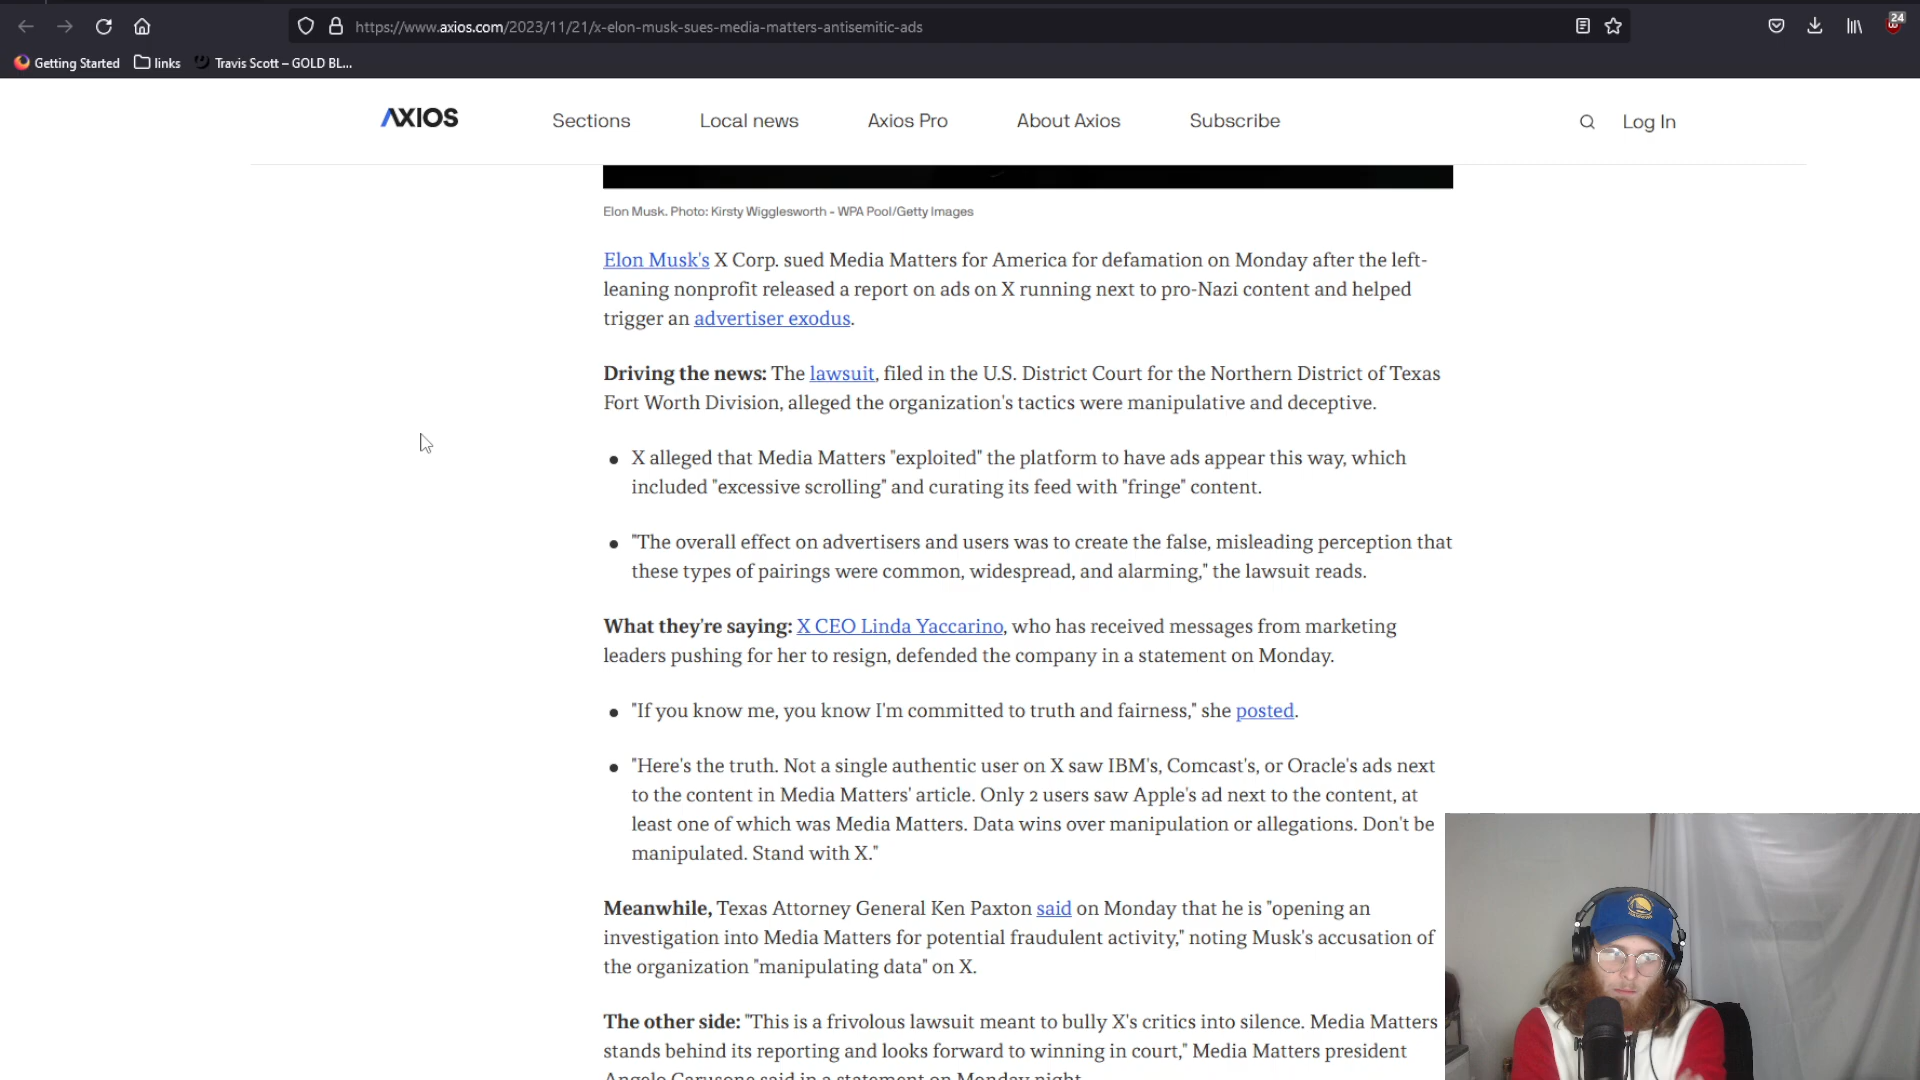 https://www.axios.com/2023/11/21/x-elon-musk-sues-media-matters-antisemitic-ads
24
Getting Started
links
Travis Scott – GOLD BL...
AXIOS
Sections
Local news
Axios Pro
About Axios
Subscribe
Log In
Elon Musk. Photo: Kirsty Wigglesworth - WPA Pool/Getty Images
Elon Musk's X Corp. sued Media Matters for America for defamation on Monday after the left-
leaning nonprofit released a report on ads on X running next to pro-Nazi content and helped
trigger an advertiser exodus.
Driving the news: The lawsuit, filed in the U.S. District Court for the Northern District of Texas
Fort Worth Division, alleged the organization's tactics were manipulative and deceptive.
• X alleged that Media Matters "exploited" the platform to have ads appear this way, which
included "excessive scrolling" and curating its feed with "fringe" content.
• "The overall effect on advertisers and users was to create the false, misleading perception that
these types of pairings were common, widespread, and alarming," the lawsuit reads.
What they're saying: X CEO Linda Yaccarino, who has received messages from marketing
leaders pushing for her to resign, defended the company in a statement on Monday.
• "If you know me, you know I'm committed to truth and fairness," she posted.
• "Here's the truth. Not a single authentic user on X saw IBM's, Comcast's, or Oracle's ads next
to the content in Media Matters' article. Only 2 users saw Apple's ad next to the content, at
least one of which was Media Matters. Data wins over manipulation or allegations. Don't be
manipulated. Stand with X."
Meanwhile, Texas Attorney General Ken Paxton said on Monday that he is "opening an
investigation into Media Matters for potential fraudulent activity," noting Musk's accusation of
the organization "manipulating data" on X.
The other side: "This is a frivolous lawsuit meant to bully X's critics into silence. Media Matters
stands behind its reporting and looks forward to winning in court," Media Matters president
Angelo Carusone said in a statement on Monday night.